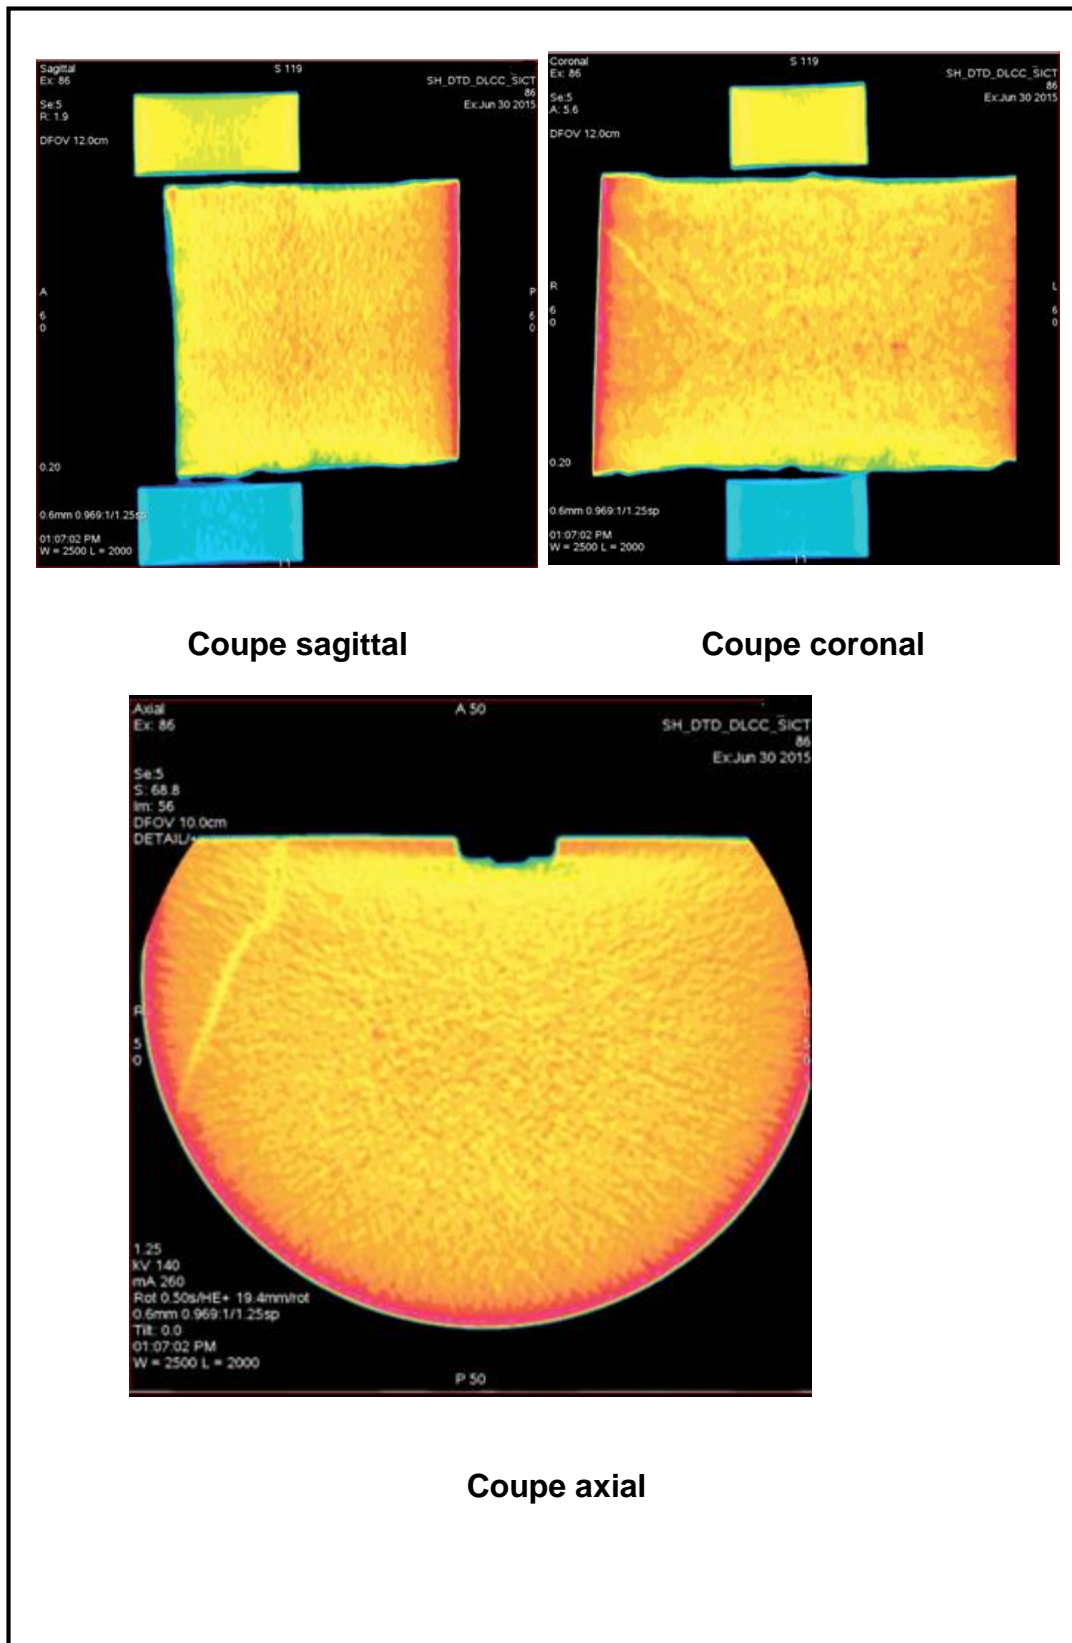 Sagittal
Ex: 86
Se:5
R: 1.9
DFOV 12.0cm
S 119
SH_DTD_DLCC_SICT
86
Ex:Jun 30 2015
A
6
0
P
6
0
0.20
0.6mm 0.969:1/1.25sp
01:07:02 PM
W = 2500 L = 2000
Coronal
Ex: 86
Se:5
A: 5.6
DFOV 12.0cm
S 119
SH_DTD_DLCC_SICT
86
Ex:Jun 30 2015
R
6
0
L
6
0
0.20
0.6mm 0.969:1/1.25sp
01:07:02 PM
W = 2500 L = 2000
Coupe sagittal
Coupe coronal
Axial
Ex: 86
Se:5
S: 68.8
Im: 56
DFOV 10.0cm
DETAIL/+
A 50
SH_DTD_DLCC_SICT
86
Ex:Jun 30 2015
R
5
0
L
5
0
1.25
kV 140
mA 260
Rot 0.50s/HE+ 19.4mm/rot
0.6mm 0.969:1/1.25sp
Tilt: 0.0
01:07:02 PM
W = 2500 L = 2000
P 50
Coupe axial